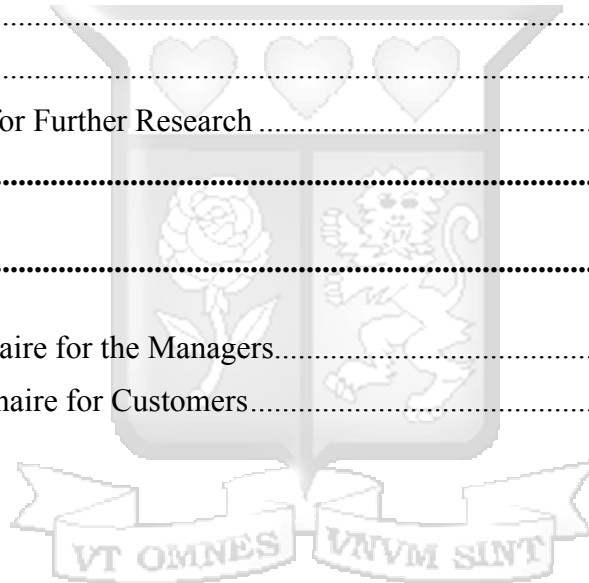 ................................................................
................................................................
for Further Research ................................................
................................................................
................................................................
aire for the Managers................................................
naire for Customers................................................
VT OMNES VNVM SINT